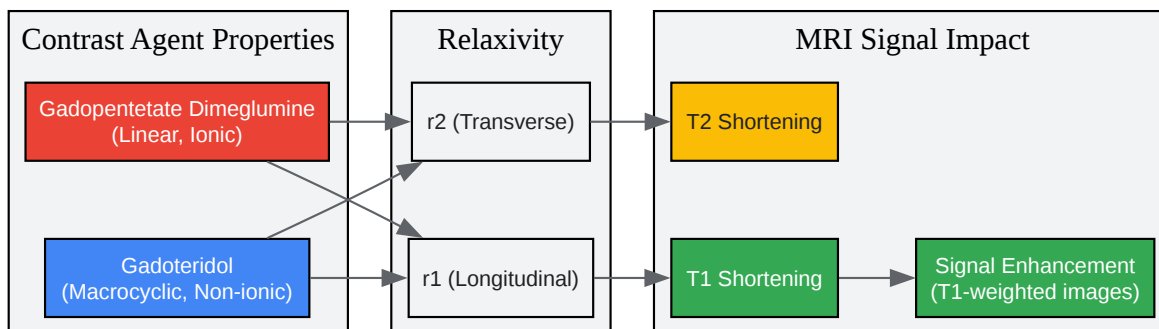 Contrast Agent Properties
Relaxivity
MRI Signal Impact
Gadopentetate Dimeglumine
(Linear, Ionic)
r2 (Transverse)
T2 Shortening
Gadoteridol
(Macrocyclic, Non-ionic)
r1 (Longitudinal)
T1 Shortening
Signal Enhancement
(T1-weighted images)